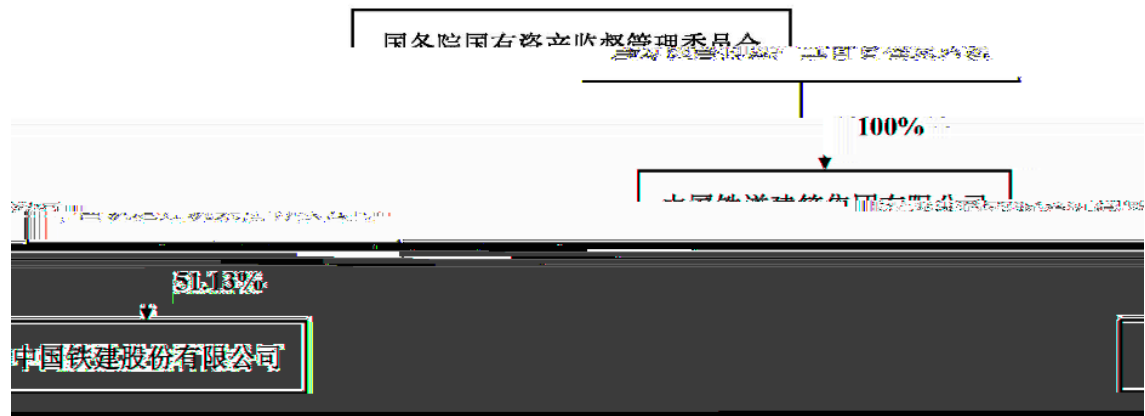 国务院国有资产监督管理委员会
100%
中国铁道建筑集团有限公司
51.13%
中国铁建股份有限公司